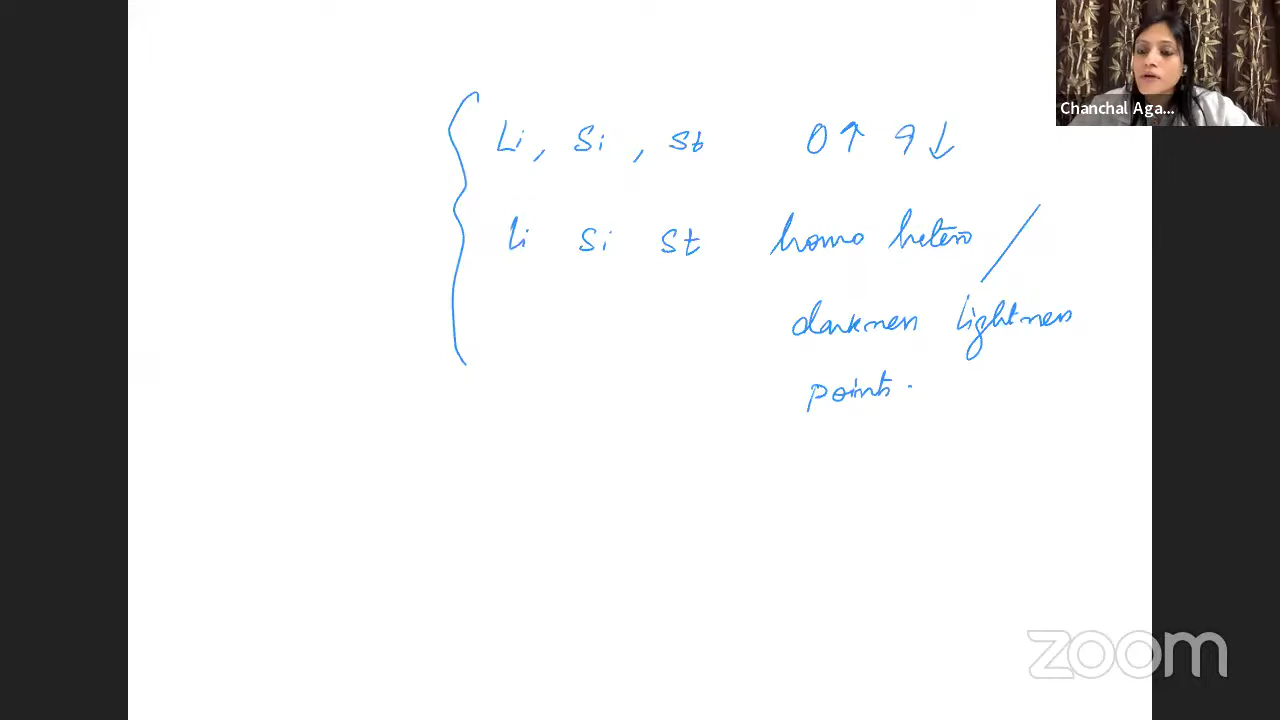 Chanchal Aga...
Li, Si, St 0↑ 9↓
Li Si St homo hetero /
darkness Lightness
points.
zoom